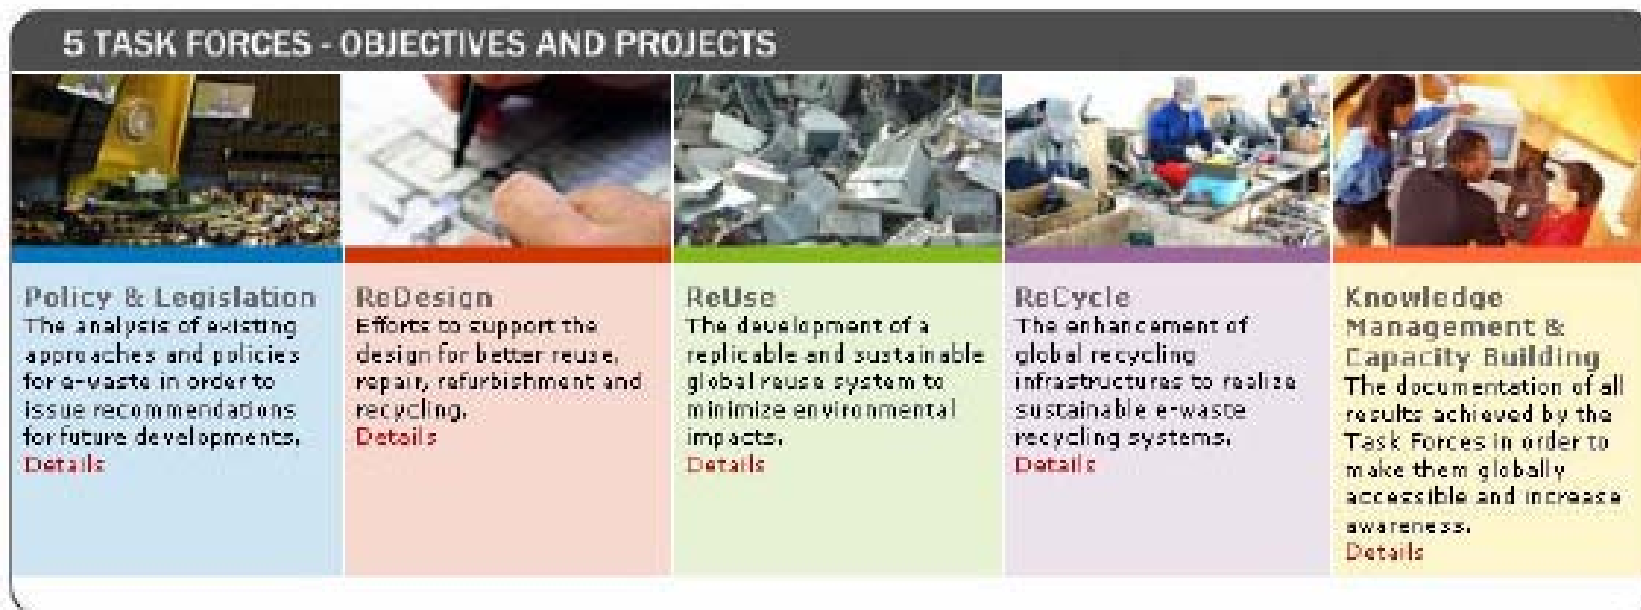 5 TASK FORCES - OBJECTIVES AND PROJECTS
Policy & Legislation
The analysis of existing
approaches and policies
for e-waste in order to
issue recommendations
for future developments.
Details
ReDesign
Efforts to support the
design for better reuse,
repair, refurbishment and
recycling.
Details
ReUse
The development of a
replicable and sustainable
global reuse system to
minimize environmental
impacts.
Details
ReCycle
The enhancement of
global recycling
infrastructures to realize
sustainable e-waste
recycling systems.
Details
Knowledge
Management &
Capacity Building
The documentation of all
results achieved by the
Task Forces in order to
make them globally
accessible and increase
awareness.
Details